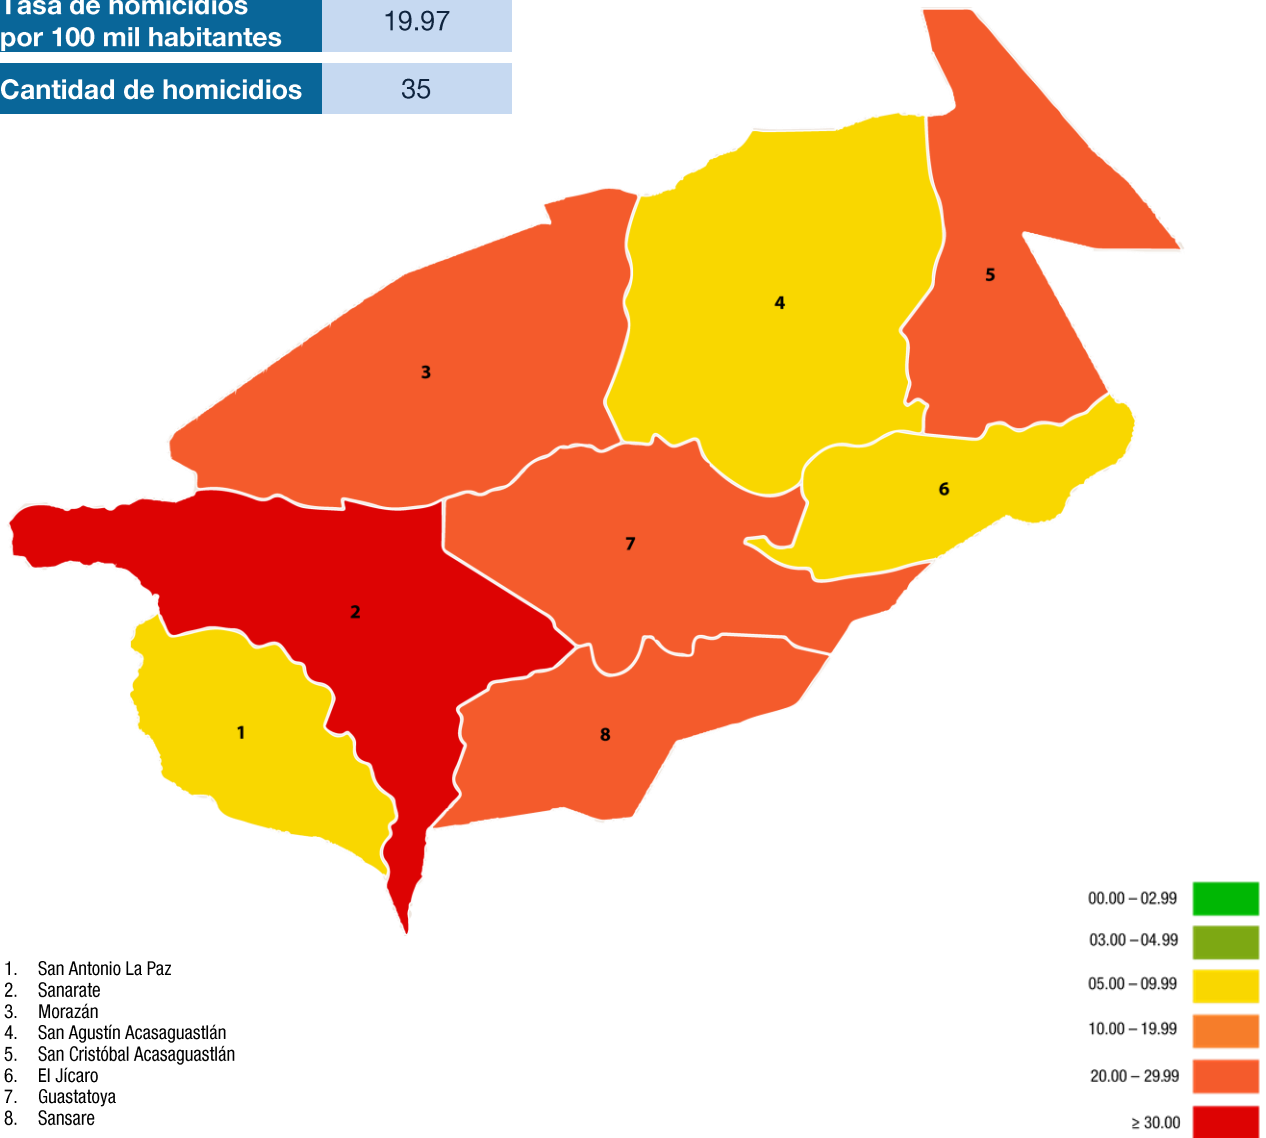 Tasa de homicidios
por 100 mil habitantes
19.97
Cantidad de homicidios
35
5
4
3
6
7
2
1
8
00.00 – 02.99
03.00 – 04.99
05.00 – 09.99
10.00 – 19.99
20.00 – 29.99
≥ 30.00
1. San Antonio La Paz
2. Sanarate
3. Morazán
4. San Agustín Acasaguastlán
5. San Cristóbal Acasaguastlán
6. El Jícaro
7. Guastatoya
8. Sansare